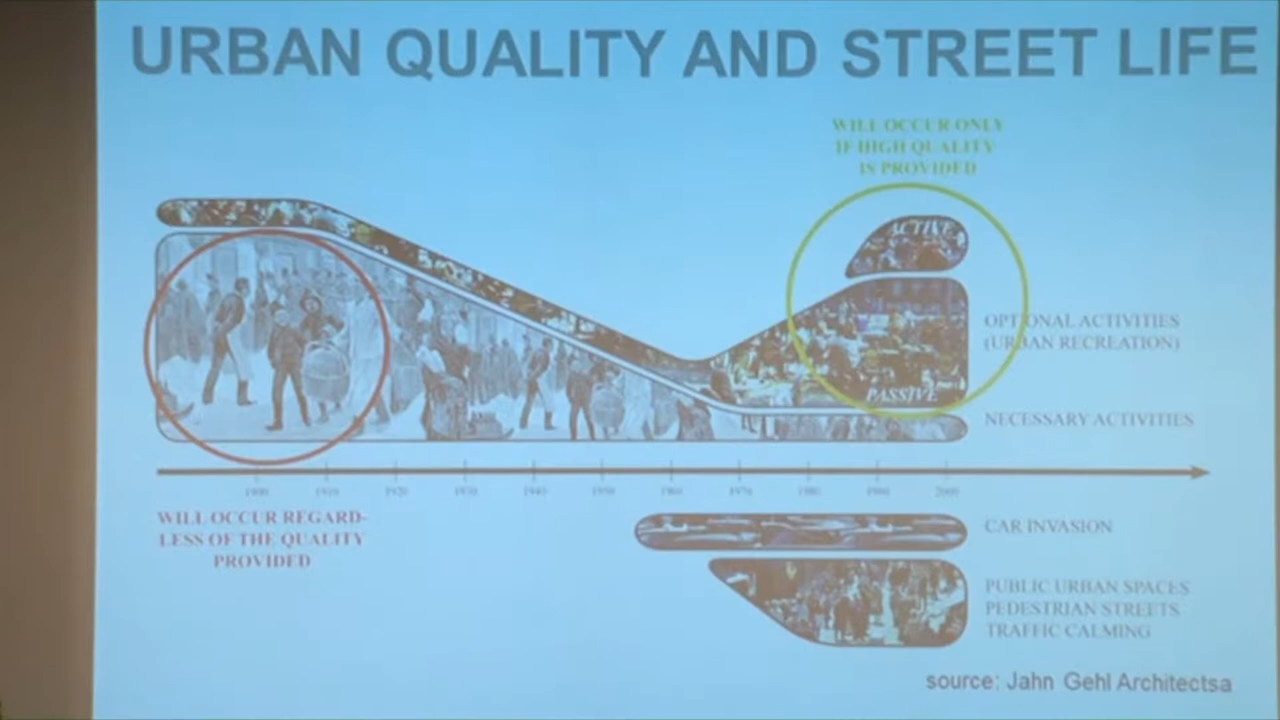 URBAN QUALITY AND STREET LIFE
WILL OCCUR ONLY
IF HIGH QUALITY
IS PROVIDED
ACTIVE
OPTIONAL ACTIVITIES
(URBAN RECREATION)
PASSIVE
NECESSARY ACTIVITIES
1900 1910 1920 1930 1940 1950 1960 1970 1980 1990 2000
WILL OCCUR REGARD-
LESS OF THE QUALITY
PROVIDED
CAR INVASION
PUBLIC URBAN SPACES
PEDESTRIAN STREETS
TRAFFIC CALMING
source: Jahn Gehl Architectsa